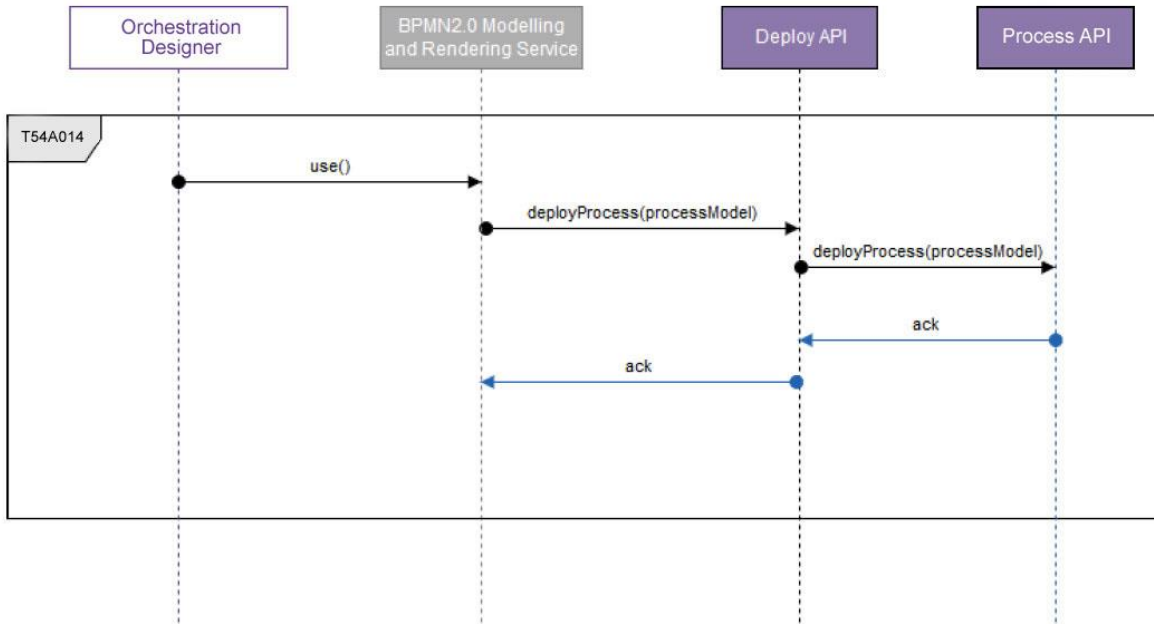 Orchestration
Designer
BPMN2.0 Modelling
and Rendering Service
Deploy API
Process API
T54A014
use()
deployProcess(processModel)
deployProcess(processModel)
ack
ack